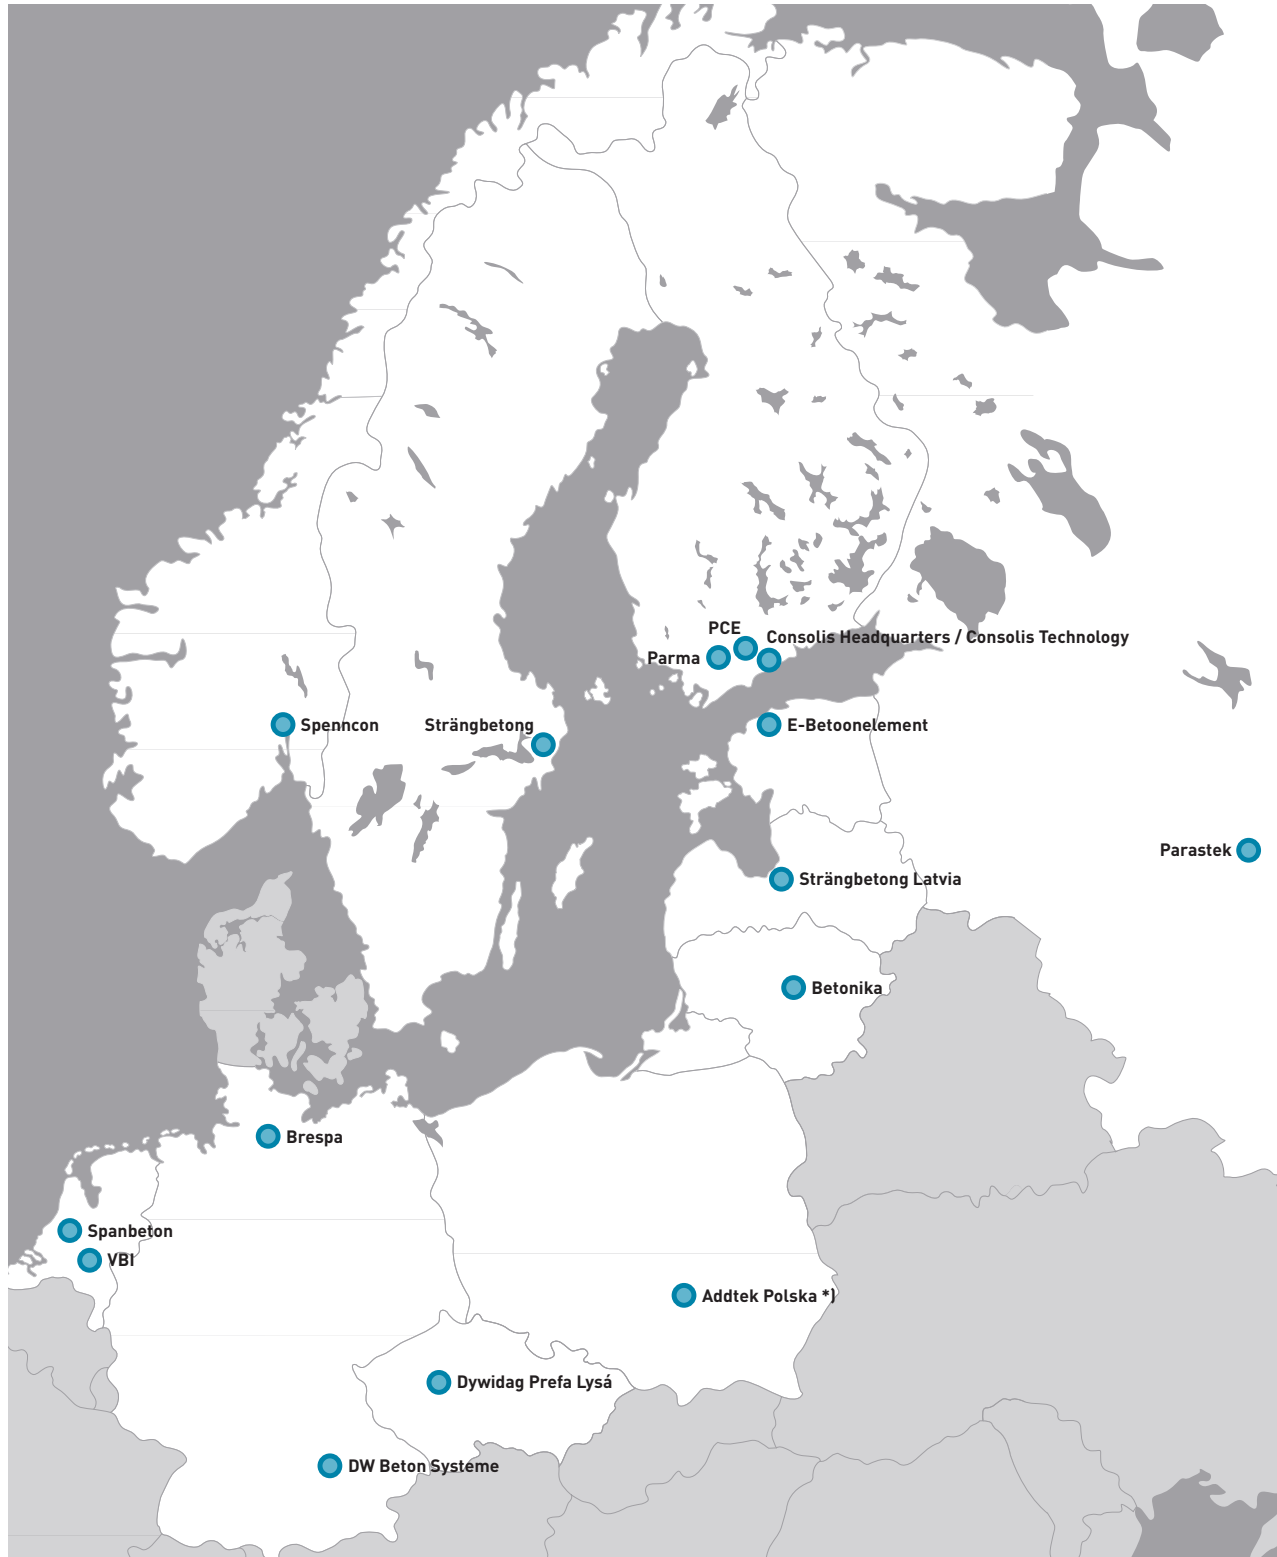 PCE
Consolis Headquarters / Consolis Technology
Parma
Spenncon
Strängbetong
E-Betoonelement
Parastek
Strängbetong Latvia
Betonika
Brespa
Spanbeton
VBI
Addtek Polska *)
Dywidag Prefa Lysá
DW Beton Systeme